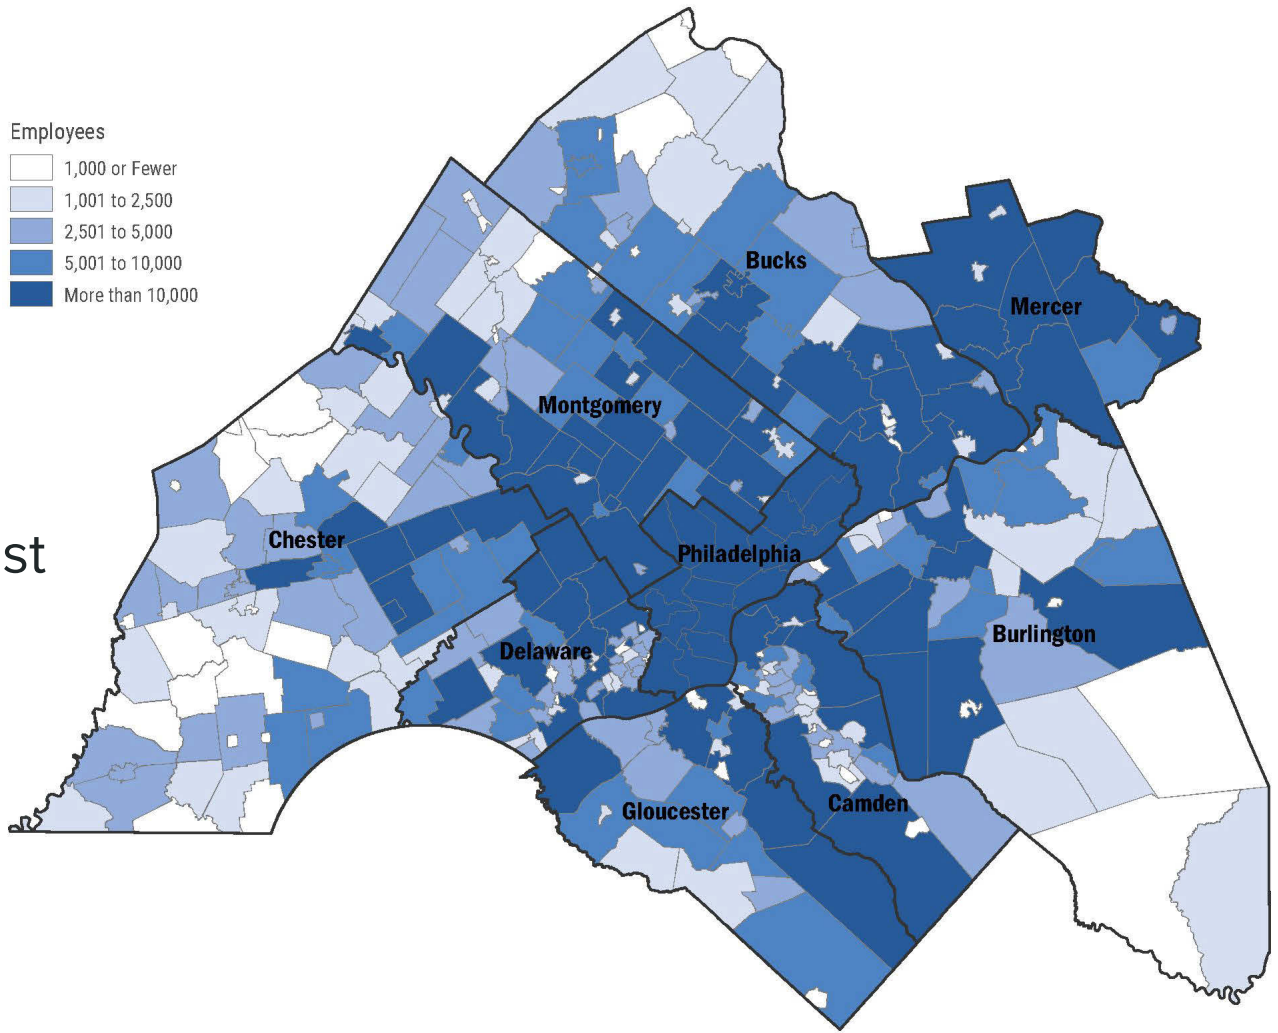 Employees
1,000 or Fewer
1,001 to 2,500
2,501 to 5,000
5,001 to 10,000
More than 10,000
Bucks
Mercer
Montgomery
st
Chester
Philadelphia
Burlington
Delaware
Camden
Gloucester